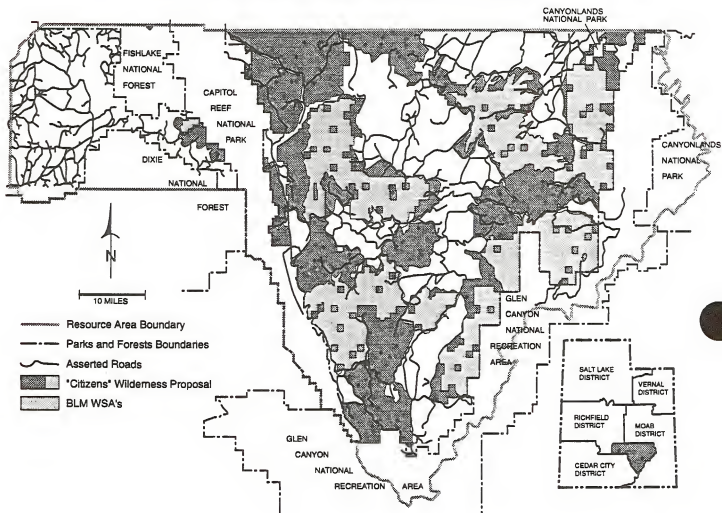 CANYONLANDS
NATIONAL PARK
FISHLAKE
NATIONAL
FOREST
CAPITOL
REEF
NATIONAL
PARK
DIXIE
NATIONAL
FOREST
CANYONLANDS
NATIONAL
PARK
N
10 MILES
Resource Area Boundary
Parks and Forests Boundaries
Asserted Roads
"Citizens" Wilderness Proposal
BLM WSA's
GLEN
CANYON
NATIONAL
RECREATION
AREA
GLEN
CANYON
NATIONAL
RECREATION AREA
SALT LAKE
DISTRICT
VERNAL
DISTRICT
RICHFIELD
DISTRICT
MOAB
DISTRICT
CEDAR CITY
DISTRICT